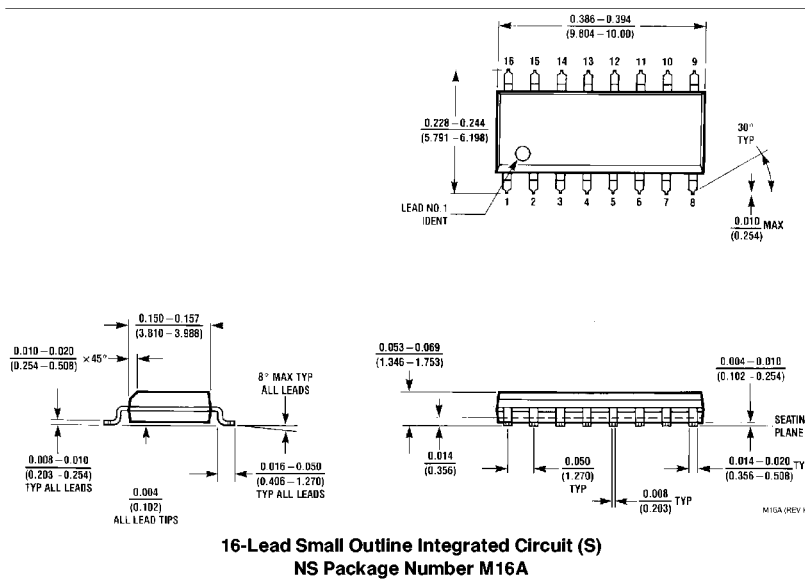 0.386 – 0.394
(9.804 – 10.00)
16 15 14 13 12 11 10 9
0.228 – 0.244
(5.791 – 6.198)
30°
TYP
LEAD NO. 1
IDENT
1 2 3 4 5 6 7 8
0.010
(0.254)
MAX
0.150 – 0.157
(3.810 – 3.988)
0.010 – 0.020
(0.254 – 0.508)
× 45°
8° MAX TYP
ALL LEADS
0.053 – 0.069
(1.346 – 1.753)
0.004 – 0.010
(0.102 – 0.254)
SEATIN
PLANE
0.008 – 0.010
(0.203 – 0.254)
TYP ALL LEADS
0.004
(0.102)
ALL LEAD TIPS
0.016 – 0.050
(0.406 – 1.270)
TYP ALL LEADS
0.014
(0.356)
0.050
(1.270)
TYP
0.008
(0.203)
TYP
0.014 – 0.020
(0.356 – 0.508)
TY
M16A (REV
16-Lead Small Outline Integrated Circuit (S)
NS Package Number M16A